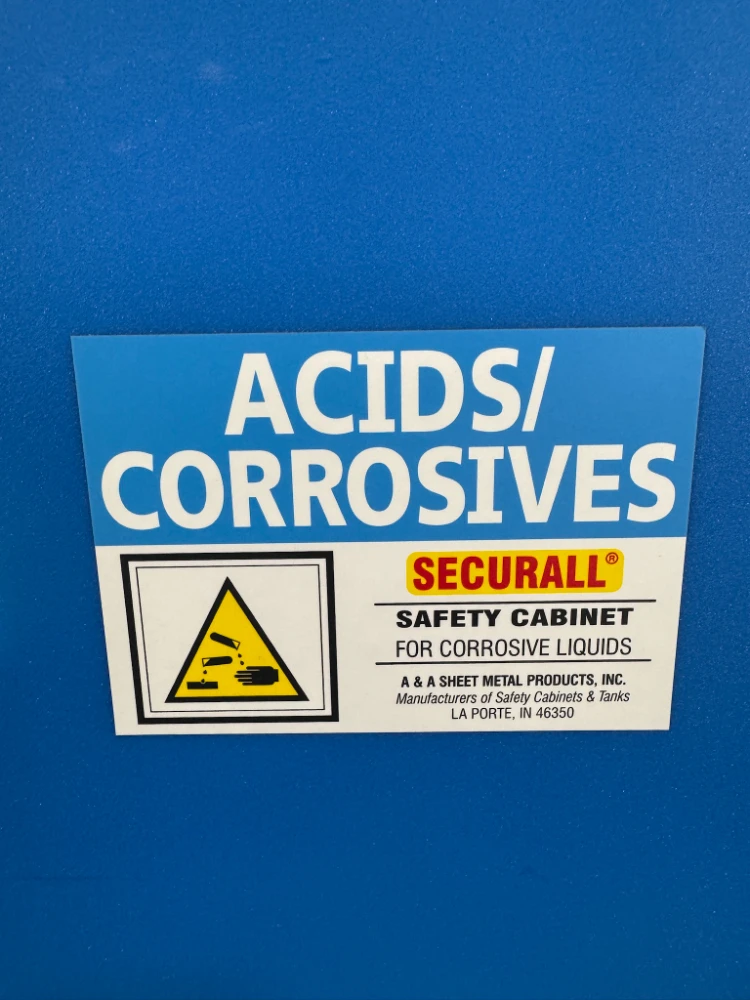 ACIDS/
CORROSIVES
SECURALL®
SAFETY CABINET
FOR CORROSIVE LIQUIDS
A & A SHEET METAL PRODUCTS, INC.
Manufacturers of Safety Cabinets & Tanks
LA PORTE, IN 46350